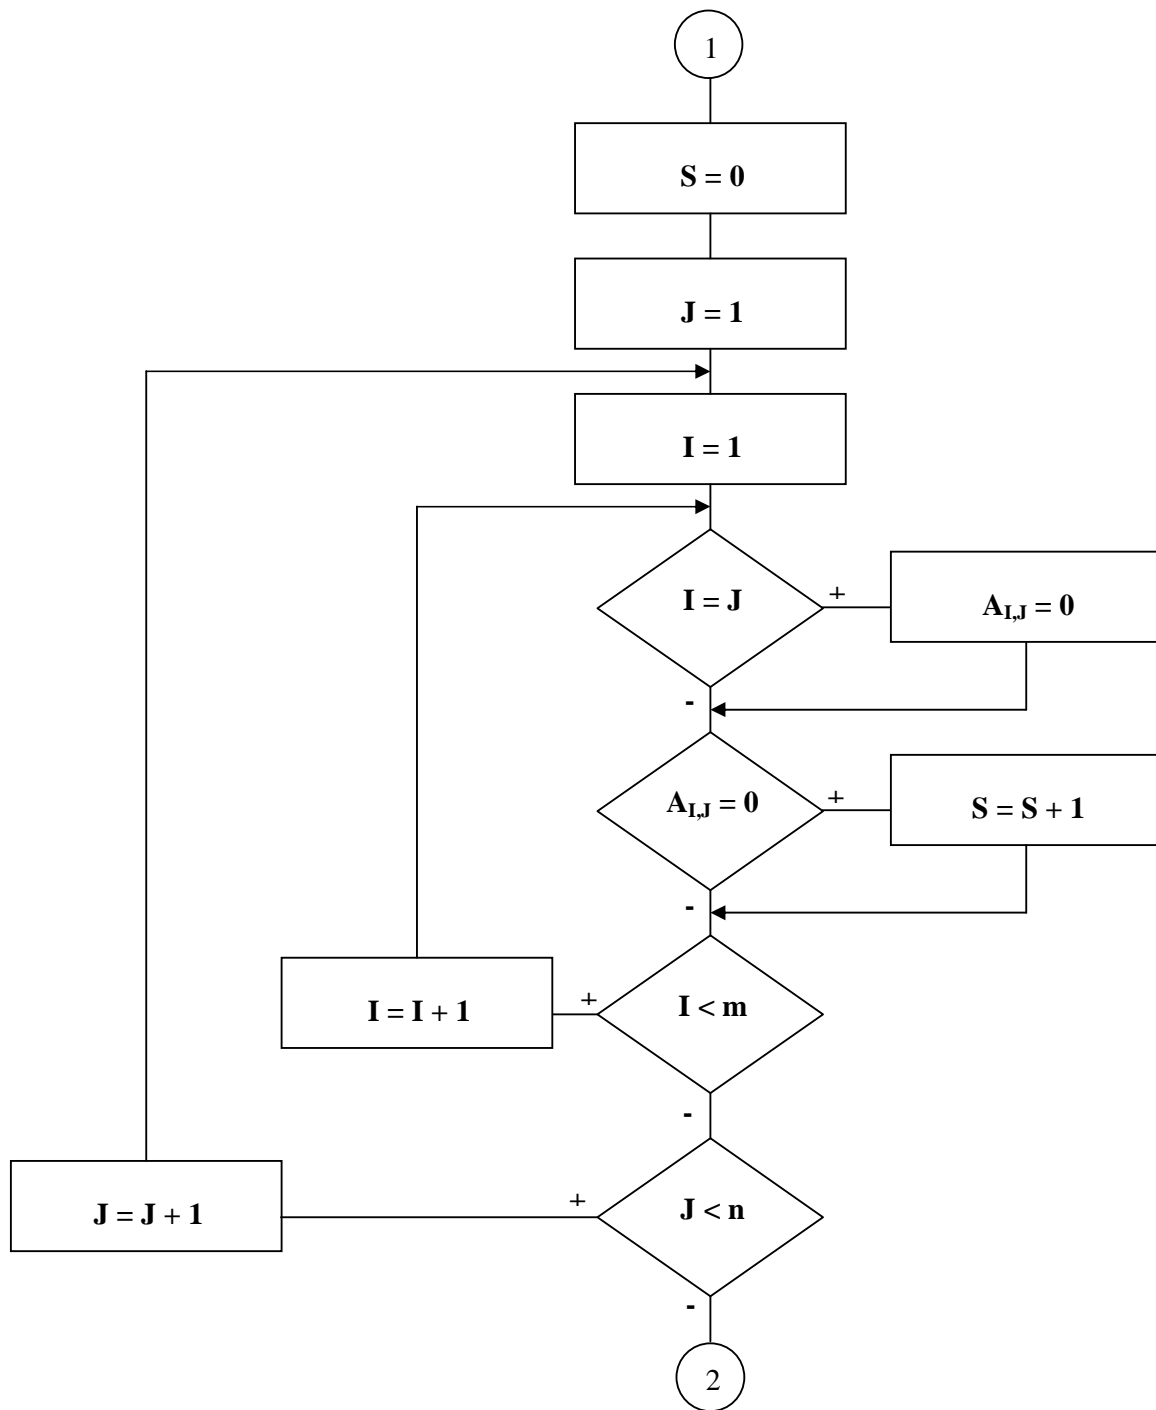 1
S = 0
J = 1
I = 1
I = J
+
A_{I,J} = 0
-
A_{I,J} = 0
+
S = S + 1
-
I = I + 1
+
I < m
-
J = J + 1
+
J < n
-
2